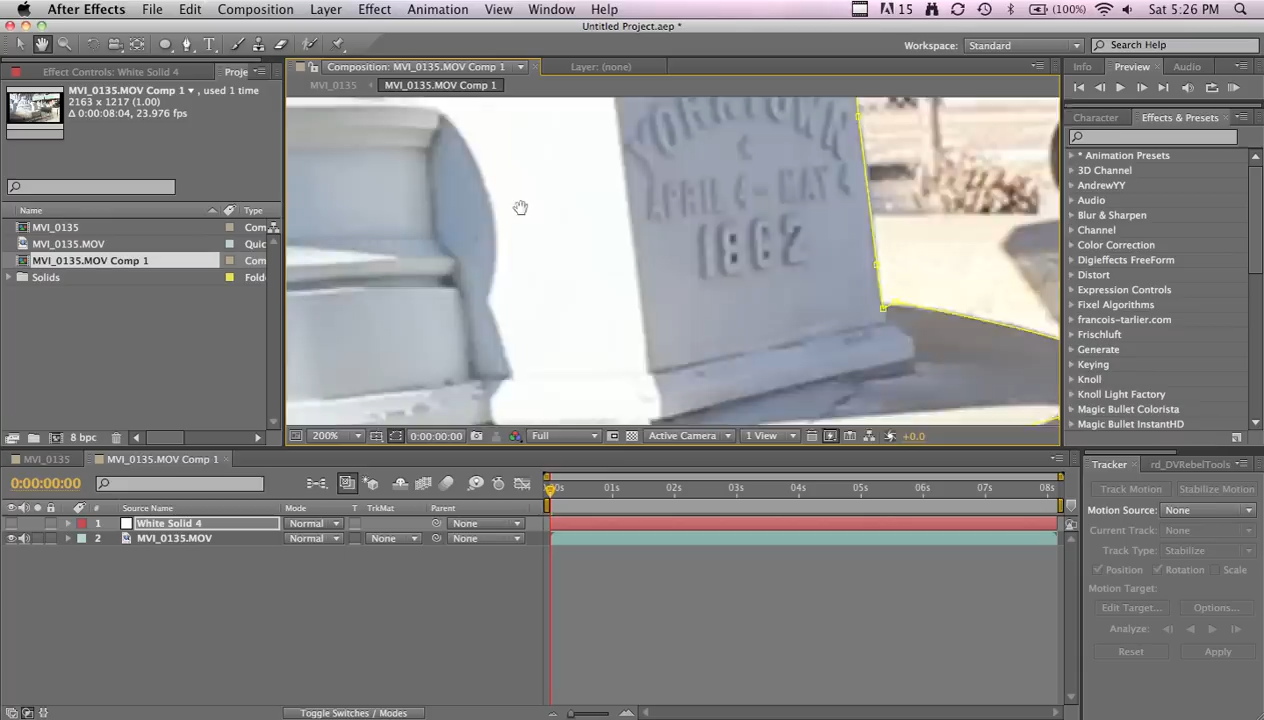 After Effects File Edit Composition Layer Effect Animation View Window Help 15 (100%) Sat 5:26 PM
Untitled Project.aep *
Workspace: Standard Search Help
Effect Controls: White Solid 4 Proje
Composition: MVI_0135.MOV Comp 1 Layer: (none)
Info Preview Audio
MVI_0135 MVI_0135.MOV Comp 1
MVI_0135.MOV Comp 1 , used 1 time
2163 x 1217 (1.00)
Δ 0:00:08:04, 23.976 fps
Name Type
MVI_0135 Com
MVI_0135.MOV Quic
MVI_0135.MOV Comp 1 Com
Solids Folde
8 bpc
YORKTOWN
APRIL 4 - MAY 4
1862
200% 0:00:00:00 Full Active Camera 1 View +0.0
Character Effects & Presets
* Animation Presets
3D Channel
AndrewYY
Audio
Blur & Sharpen
Channel
Color Correction
Digieffects FreeForm
Distort
Expression Controls
Fixel Algorithms
francois-tarlier.com
Frischluft
Generate
Keying
Knoll
Knoll Light Factory
Magic Bullet Colorista
Magic Bullet InstantHD
MVI_0135 MVI_0135.MOV Comp 1
0:00:00:00
00s 01s 02s 03s 04s 05s 06s 07s 08s
# Source Name Mode T TrkMat Parent
1 White Solid 4 Normal None
2 MVI_0135.MOV Normal None None
Toggle Switches / Modes
Tracker rd_DVRebelTools
Track Motion Stabilize Motion
Motion Source: None
Current Track: None
Track Type: Stabilize
Position Rotation Scale
Motion Target:
Edit Target... Options...
Analyze:
Reset Apply